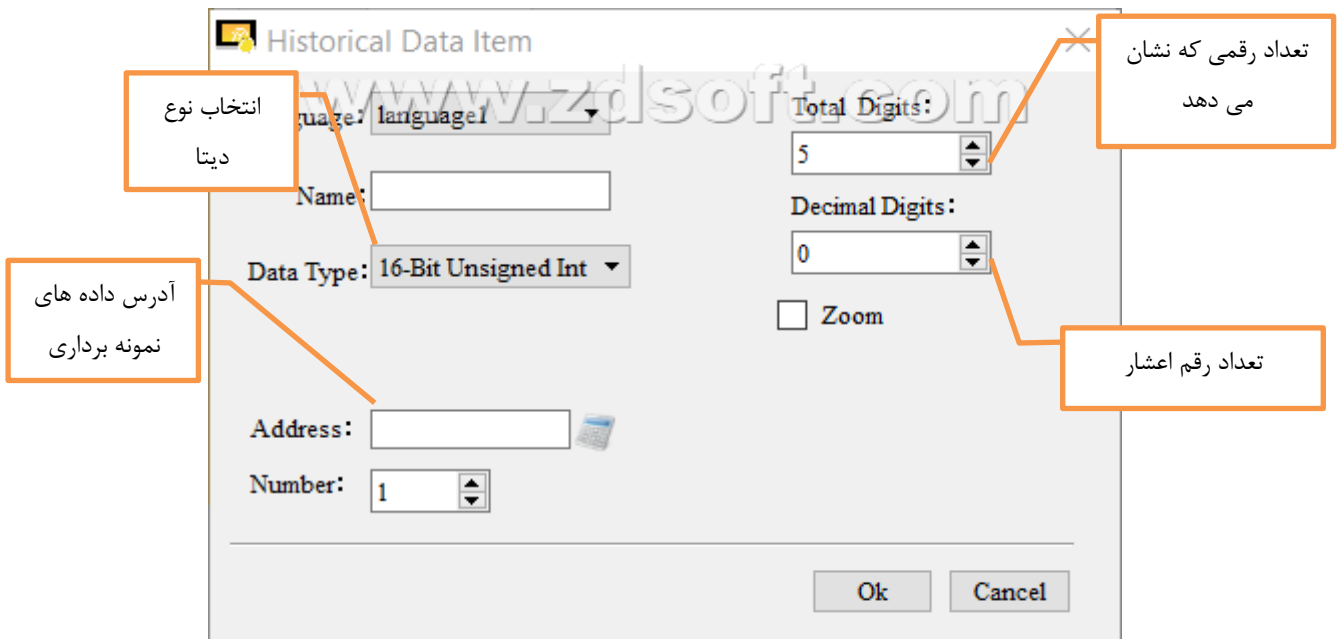 Historical Data Item
تعداد رقمی که نشان
می دهد
www.zdsoft.com
انتخاب نوع
دیتا
guage: language1
Total Digits:
5
Name:
Decimal Digits:
0
Data Type: 16-Bit Unsigned Int
آدرس داده های
نمونه برداری
Zoom
تعداد رقم اعشار
Address:
Number: 1
Ok Cancel